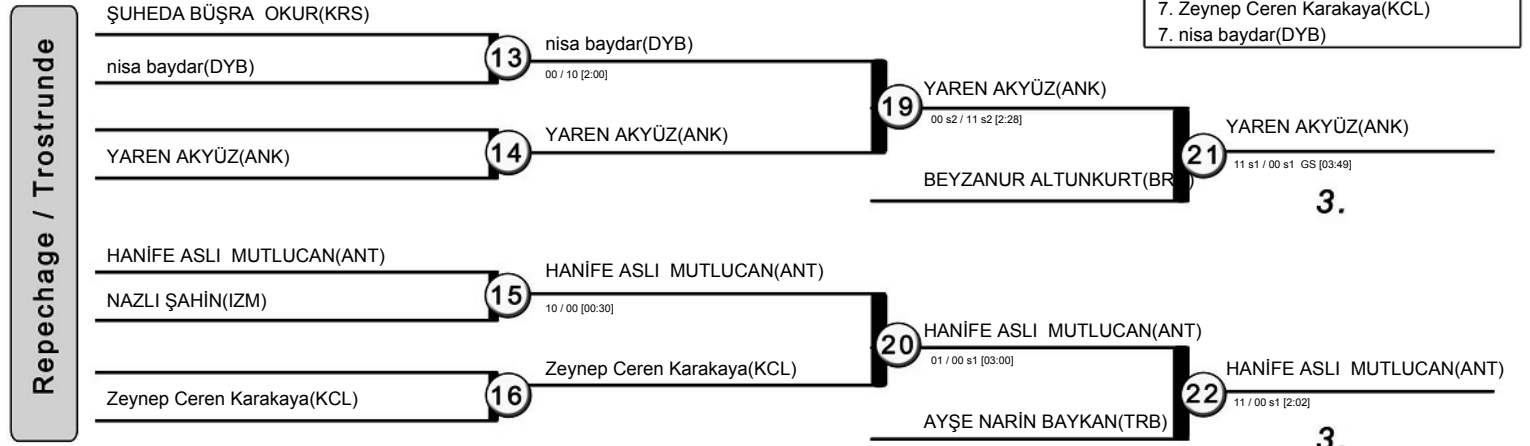 7. Zeynep Ceren Karakaya(KCL)
7. nisa baydar(DYB)
Repechage / Trostrunde
ŞUHEDA BÜŞRA  OKUR(KRS)
nisa baydar(DYB)
13
nisa baydar(DYB)
00 / 10 [2:00]
YAREN AKYÜZ(ANK)
14
YAREN AKYÜZ(ANK)
19
YAREN AKYÜZ(ANK)
00 s2 / 11 s2 [2:28]
BEYZANUR ALTUNKURT(BR
21
YAREN AKYÜZ(ANK)
11 s1 / 00 s1  GS [03:49]
3.
HANİFE ASLI  MUTLUCAN(ANT)
NAZLI ŞAHİN(IZM)
15
HANİFE ASLI  MUTLUCAN(ANT)
10 / 00 [00:30]
Zeynep Ceren Karakaya(KCL)
16
Zeynep Ceren Karakaya(KCL)
20
HANİFE ASLI  MUTLUCAN(ANT)
01 / 00 s1 [03:00]
AYŞE NARİN BAYKAN(TRB)
22
HANİFE ASLI  MUTLUCAN(ANT)
11 / 00 s1 [2:02]
3.